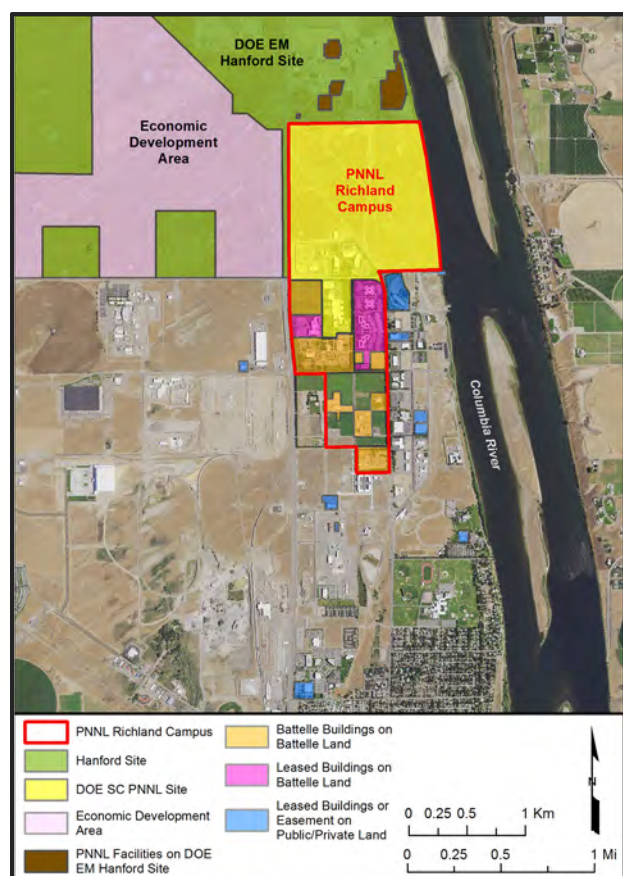 DOE EM
Hanford Site
Economic
Development
Area
PNNL
Richland
Campus
Columbia River
PNNL Richland Campus
Hanford Site
DOE SC PNNL Site
Economic Development
Area
PNNL Facilities on DOE
EM Hanford Site
Battelle Buildings on
Battelle Land
Leased Buildings on
Battelle Land
Leased Buildings or
Easement on
Public/Private Land
N
0 0.25 0.5 1 Km
0 0.25 0.5 1 Mi